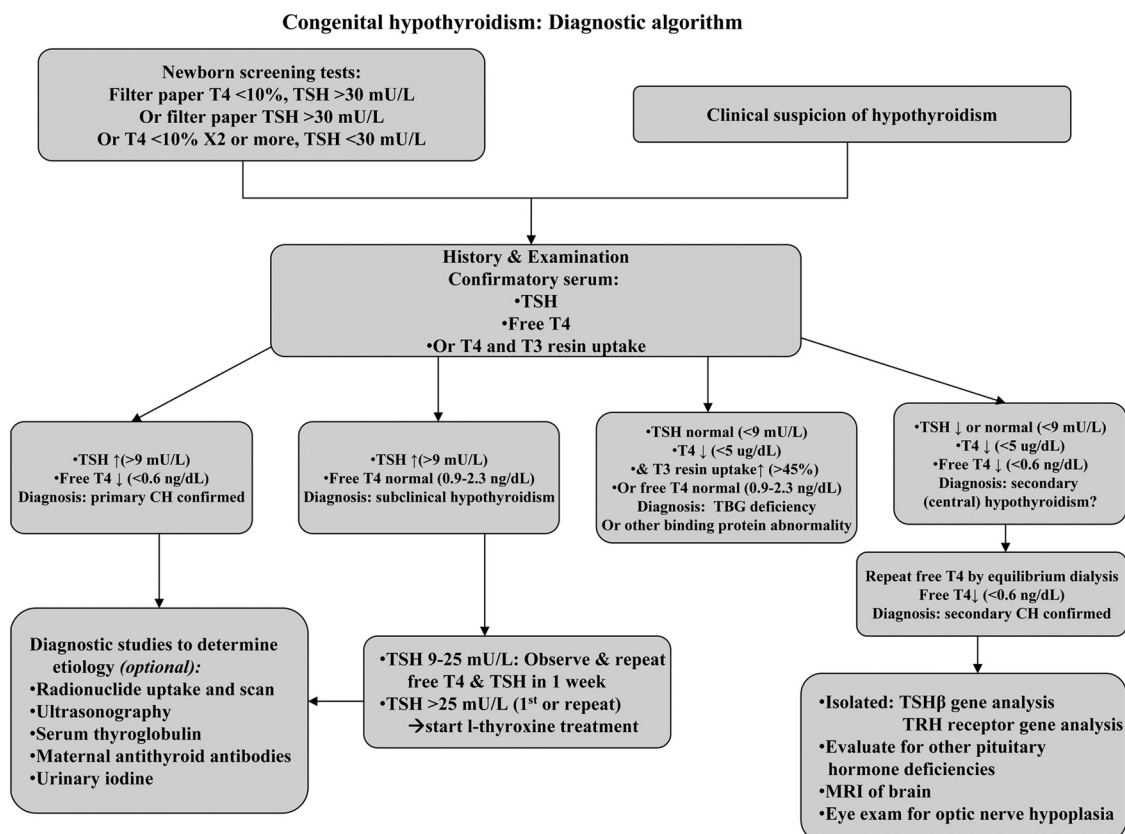 Congenital hypothyroidism: Diagnostic algorithm
Newborn screening tests:
Filter paper T4 <10%, TSH >30 mU/L
Or filter paper TSH >30 mU/L
Or T4 <10% X2 or more, TSH <30 mU/L
Clinical suspicion of hypothyroidism
History & Examination
Confirmatory serum:
•TSH
•Free T4
•Or T4 and T3 resin uptake
•TSH ↑(>9 mU/L)
•Free T4 ↓ (<0.6 ng/dL)
Diagnosis: primary CH confirmed
•TSH ↑(>9 mU/L)
•Free T4 normal (0.9-2.3 ng/dL)
Diagnosis: subclinical hypothyroidism
•TSH normal (<9 mU/L)
•T4 ↓ (<5 ug/dL)
•& T3 resin uptake↑ (>45%)
•Or free T4 normal (0.9-2.3 ng/dL)
Diagnosis: TBG deficiency
Or other binding protein abnormality
•TSH ↓ or normal (<9 mU/L)
•T4 ↓ (<5 ug/dL)
•Free T4 ↓ (<0.6 ng/dL)
Diagnosis: secondary
(central) hypothyroidism?
Repeat free T4 by equilibrium dialysis
Free T4↓ (<0.6 ng/dL)
Diagnosis: secondary CH confirmed
Diagnostic studies to determine
etiology (optional):
•Radionuclide uptake and scan
•Ultrasonography
•Serum thyroglobulin
•Maternal antithyroid antibodies
•Urinary iodine
•TSH 9-25 mU/L: Observe & repeat
free T4 & TSH in 1 week
•TSH >25 mU/L (1st or repeat)
→start l-thyroxine treatment
•Isolated: TSHβ gene analysis
TRH receptor gene analysis
•Evaluate for other pituitary
hormone deficiencies
•MRI of brain
•Eye exam for optic nerve hypoplasia